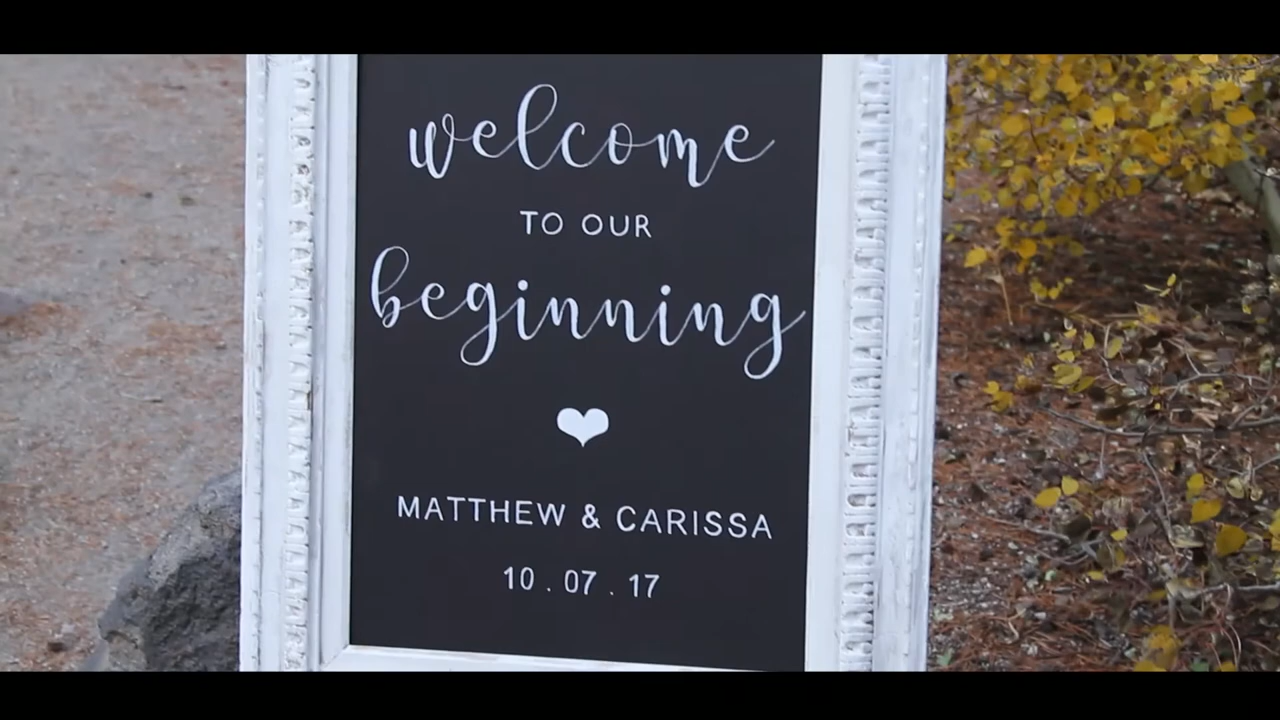 welcome
TO OUR
beginning
MATTHEW & CARISSA
10 . 07 . 17